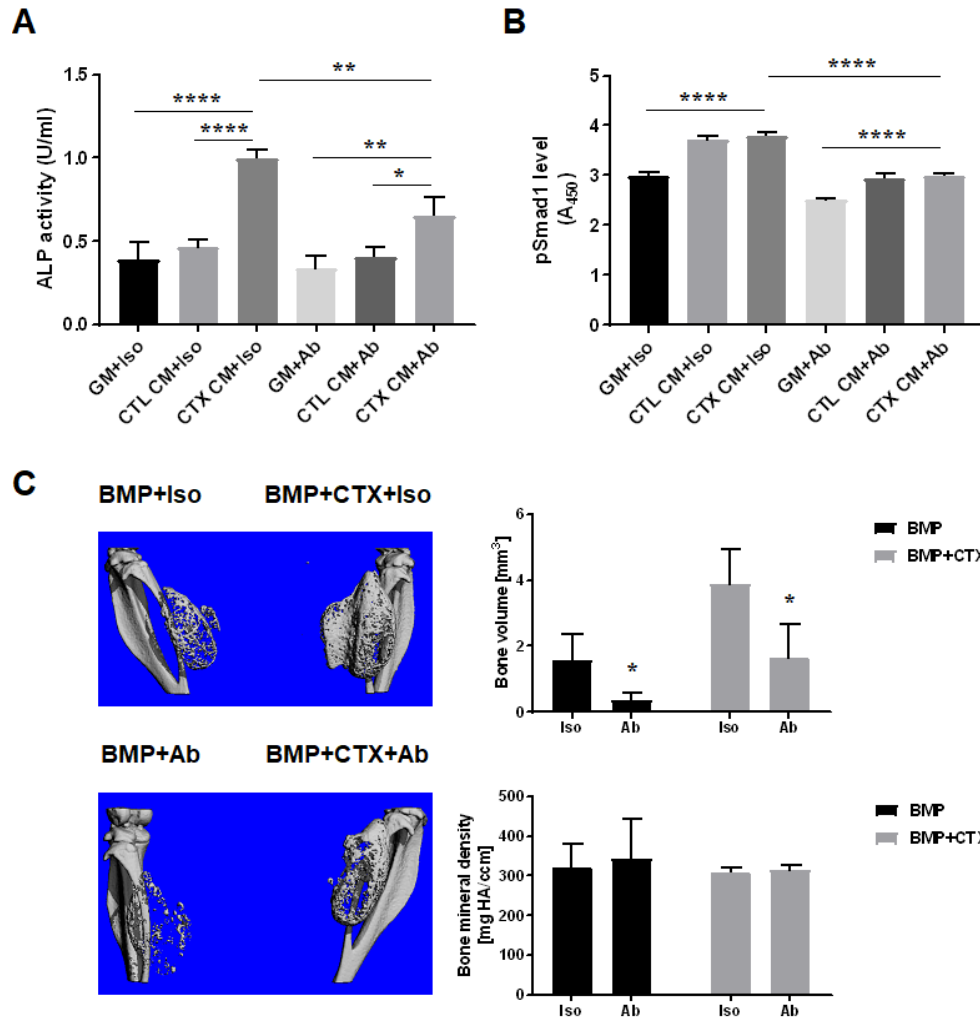 A
ALP activity (U/ml)
1.5
1.0
0.5
0.0
****
****
**
**
*
GM+Iso
CTL CM+Iso
CTX CM+Iso
GM+Ab
CTL CM+Ab
CTX CM+Ab
B
pSmad1 level
(A450)
5
4
3
2
1
0
****
****
****
GM+Iso
CTL CM+Iso
CTX CM+Iso
GM+Ab
CTL CM+Ab
CTX CM+Ab
C
BMP+Iso
BMP+CTX+Iso
BMP+Ab
BMP+CTX+Ab
Bone volume [mm³]
6
4
2
0
*
*
Iso
Ab
Iso
Ab
BMP
BMP+CTX
Bone mineral density
[mg HA/ccm]
500
400
300
200
100
0
Iso
Ab
Iso
Ab
BMP
BMP+CTX